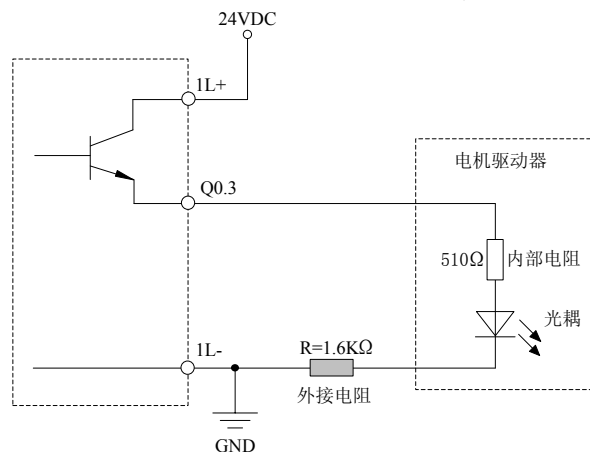 24VDC
1L+
电机驱动器
Q0.3
510Ω
内部电阻
光耦
1L-
R=1.6KΩ
外接电阻
GND